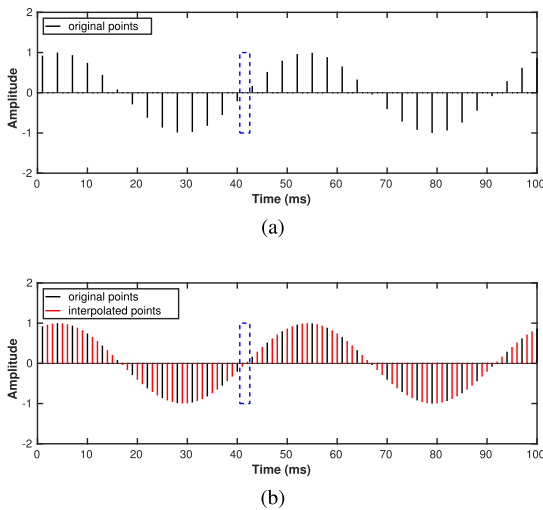 2
original points
1
Amplitude
0
-1
-2
0 10 20 30 40 50 60 70 80 90 100
Time (ms)
(a)
2
original points
interpolated points
1
Amplitude
0
-1
-2
0 10 20 30 40 50 60 70 80 90 100
Time (ms)
(b)